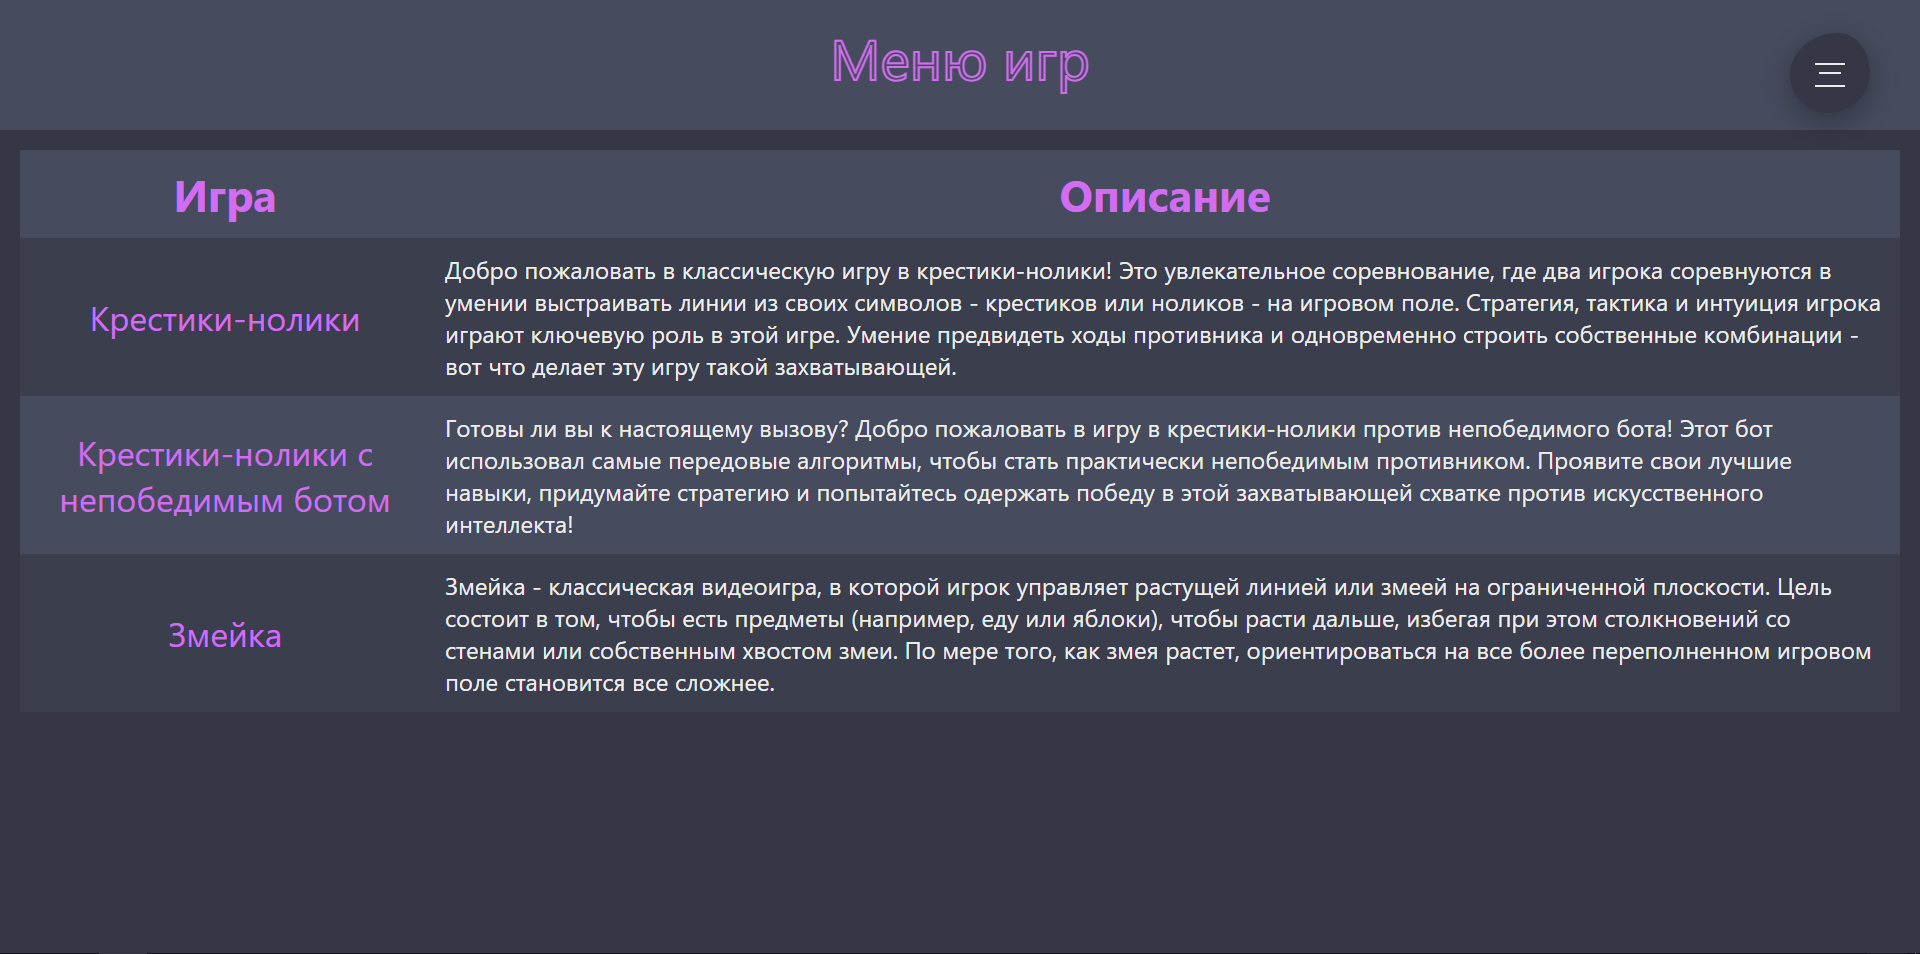 Меню игр
Игра
Описание
Крестики-нолики
Добро пожаловать в классическую игру в крестики-нолики! Это увлекательное соревнование, где два игрока соревнуются в
умении выстраивать линии из своих символов - крестиков или ноликов - на игровом поле. Стратегия, тактика и интуиция игрока
играют ключевую роль в этой игре. Умение предвидеть ходы противника и одновременно строить собственные комбинации -
вот что делает эту игру такой захватывающей.
Крестики-нолики с
непобедимым ботом
Готовы ли вы к настоящему вызову? Добро пожаловать в игру в крестики-нолики против непобедимого бота! Этот бот
использовал самые передовые алгоритмы, чтобы стать практически непобедимым противником. Проявите свои лучшие
навыки, придумайте стратегию и попытайтесь одержать победу в этой захватывающей схватке против искусственного
интеллекта!
Змейка
Змейка - классическая видеоигра, в которой игрок управляет растущей линией или змеей на ограниченной плоскости. Цель
состоит в том, чтобы есть предметы (например, еду или яблоки), чтобы расти дальше, избегая при этом столкновений со
стенами или собственным хвостом змеи. По мере того, как змея растет, ориентироваться на все более переполненном игровом
поле становится все сложнее.